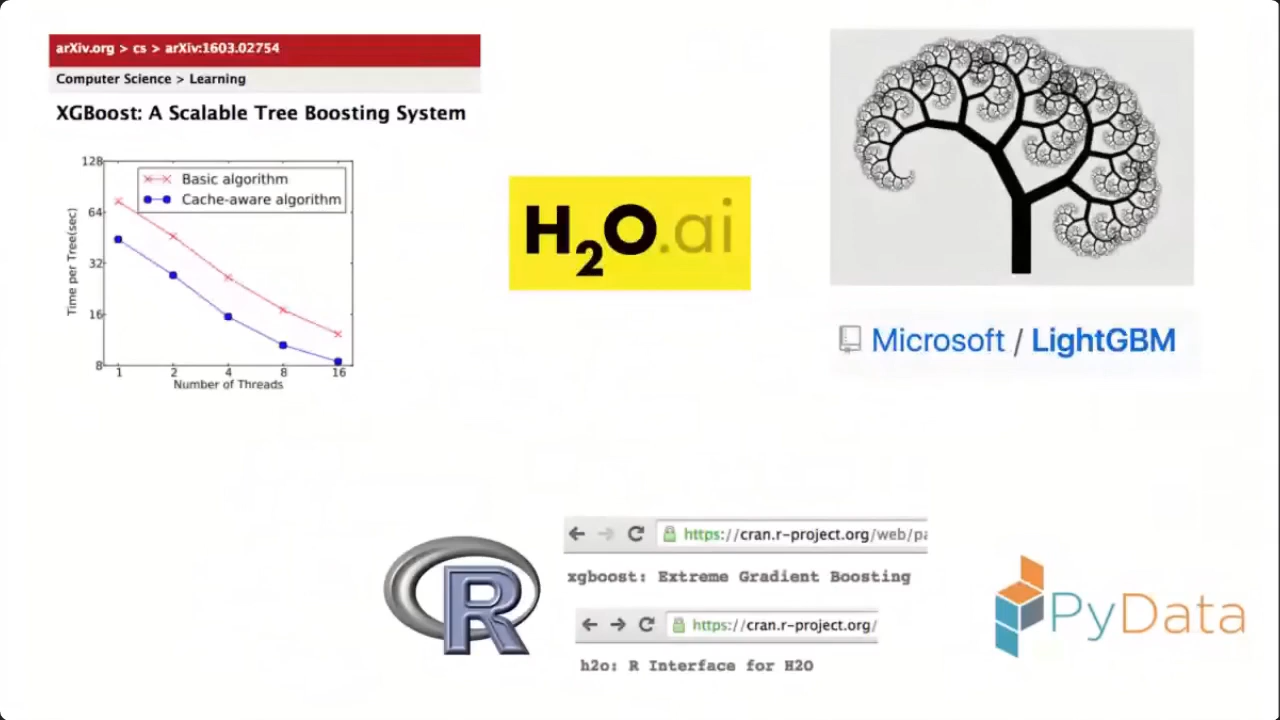 arXiv.org > cs > arXiv:1603.02754
Computer Science > Learning
XGBoost: A Scalable Tree Boosting System
128
64
32
16
8
Time per Tree(sec)
Basic algorithm
Cache-aware algorithm
1 2 4 8 16
Number of Threads
H2O.ai
Microsoft / LightGBM
R
https://cran.r-project.org/web/pa
xgboost: Extreme Gradient Boosting
https://cran.r-project.org/
h2o: R Interface for H2O
PyData